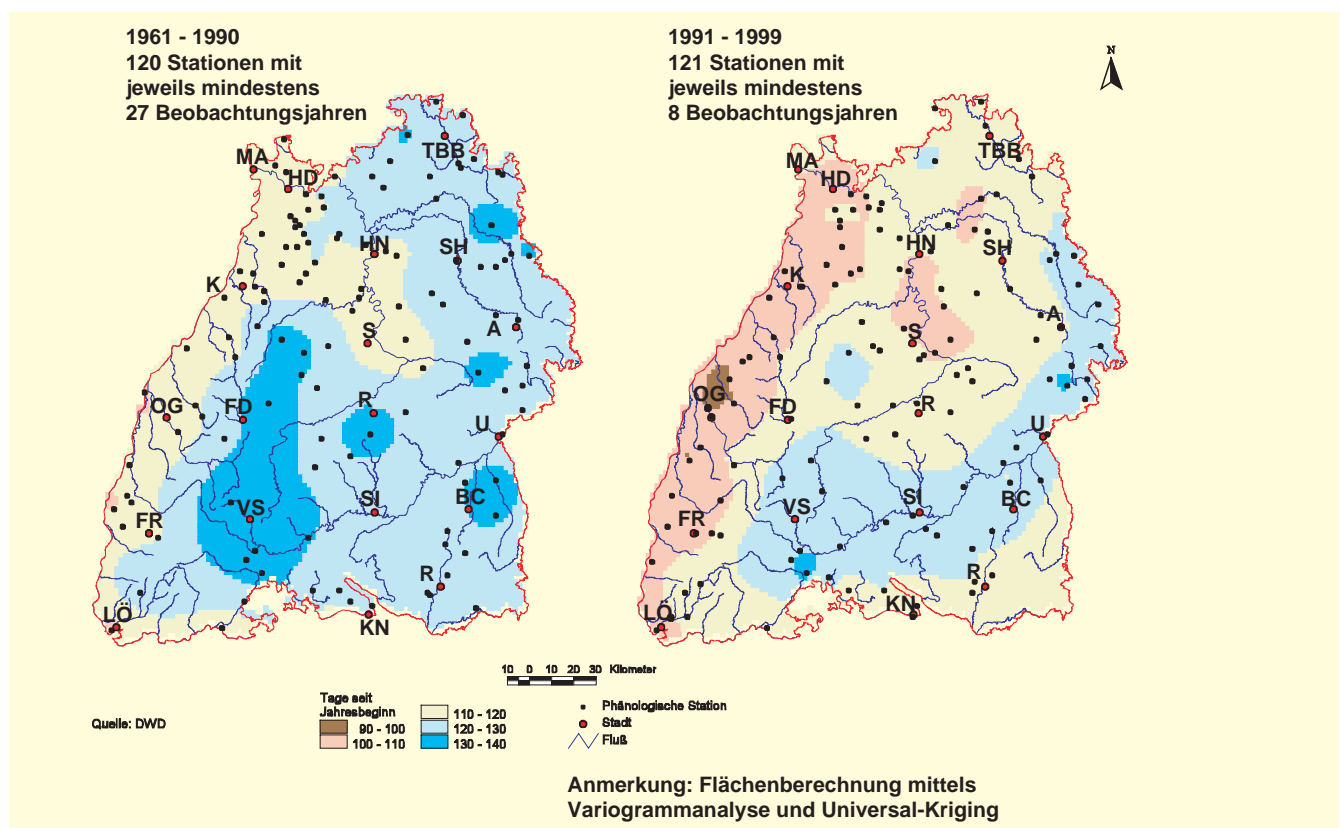 1961 - 1990
120 Stationen mit
jeweils mindestens
27 Beobachtungsjahren
1991 - 1999
121 Stationen mit
jeweils mindestens
8 Beobachtungsjahren
N
TBB
MA
HD
HN
SH
K
S
A
OG
FD
R
U
VS
SI
BC
FR
R
LÖ
KN
TBB
MA
HD
HN
SH
K
S
A
OG
FD
R
U
VS
SI
BC
FR
R
LÖ
KN
10 0 10 20 30 Kilometer
Quelle: DWD
Tage seit
Jahresbeginn
90 - 100
100 - 110
110 - 120
120 - 130
130 - 140
Phänologische Station
Stadt
Fluß
Anmerkung: Flächenberechnung mittels
Variogrammanalyse und Universal-Kriging